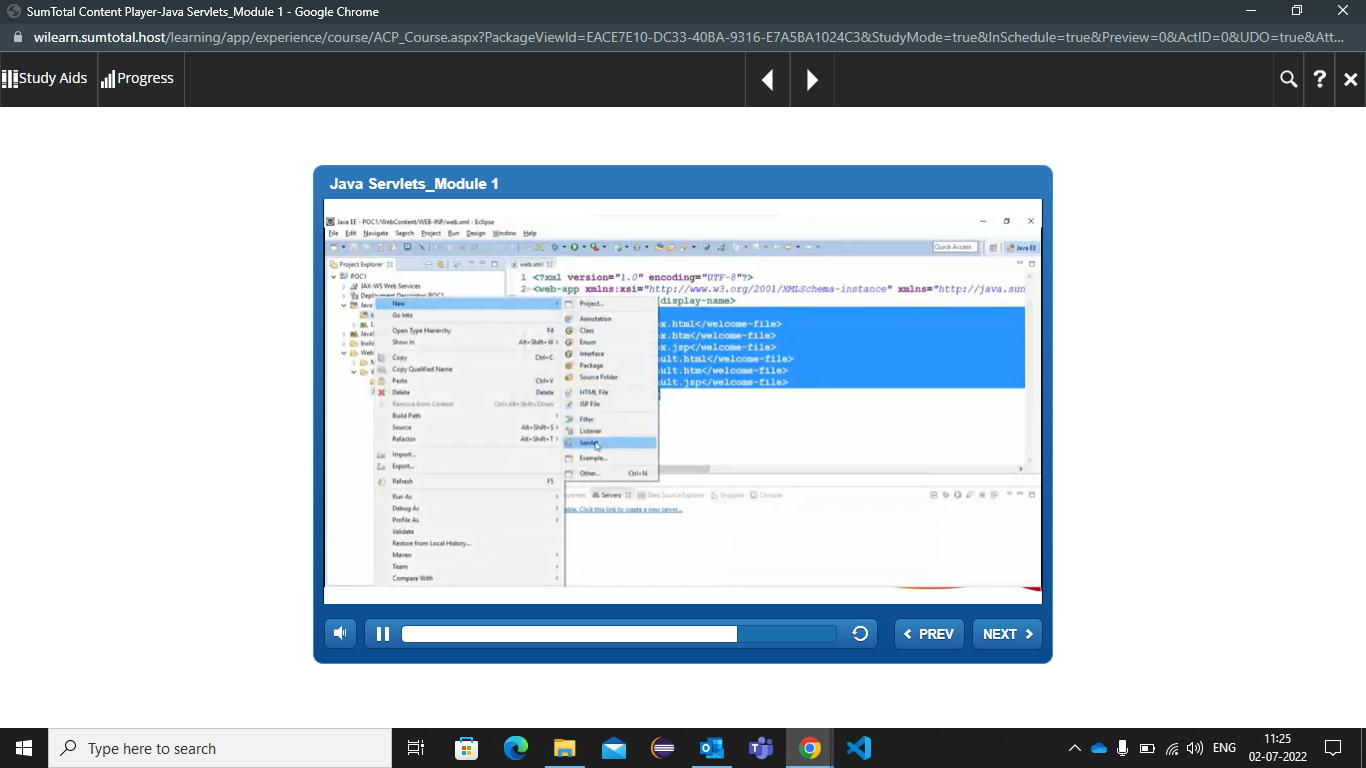 SumTotal Content Player-Java Servlets_Module 1 - Google Chrome
wilearn.sumtotal.host/learning/app/experience/course/ACP_Course.aspx?PackageViewId=EACE7E10-DC33-40BA-9316-E7A5BA1024C3&StudyMode=true&InSchedule=true&Preview=0&ActID=0&UDO=true&Att...
Study Aids Progress
Java Servlets_Module 1
Java EE - POC1/WebContent/WEB-INF/web.xml - Eclipse
File Edit Navigate Search Project Run Design Window Help
Quick Access Java EE
Project Explorer web.xml
POC1
JAX-WS Web Services
Deployment Descriptor: POC1
Java
build
Web
1 <?xml version="1.0" encoding="UTF-8"?>
2 <web-app xmlns:xsi="http://www.w3.org/2001/XMLSchema-instance" xmlns="http://java.sun
display-name>
x.html</welcome-file>
x.htm</welcome-file>
x.jsp</welcome-file>
ult.html</welcome-file>
ult.htm</welcome-file>
ult.jsp</welcome-file>
New
Go Into
Open Type Hierarchy F4
Show In Alt+Shift+W
Copy Ctrl+C
Copy Qualified Name
Paste Ctrl+V
Delete Delete
Remove from Context Ctrl+Alt+Shift+Down
Build Path
Source Alt+Shift+S
Refactor Alt+Shift+T
Import...
Export...
Refresh F5
Run As
Debug As
Profile As
Validate
Restore from Local History...
Maven
Team
Compare With
Project...
Annotation
Class
Enum
Interface
Package
Source Folder
HTML File
JSP File
Filter
Listener
Servlet
Example...
Other... Ctrl+N
operties Servers Data Source Explorer Snippets Console
able. Click this link to create a new server...
PREV NEXT
Type here to search
ENG
11:25
02-07-2022